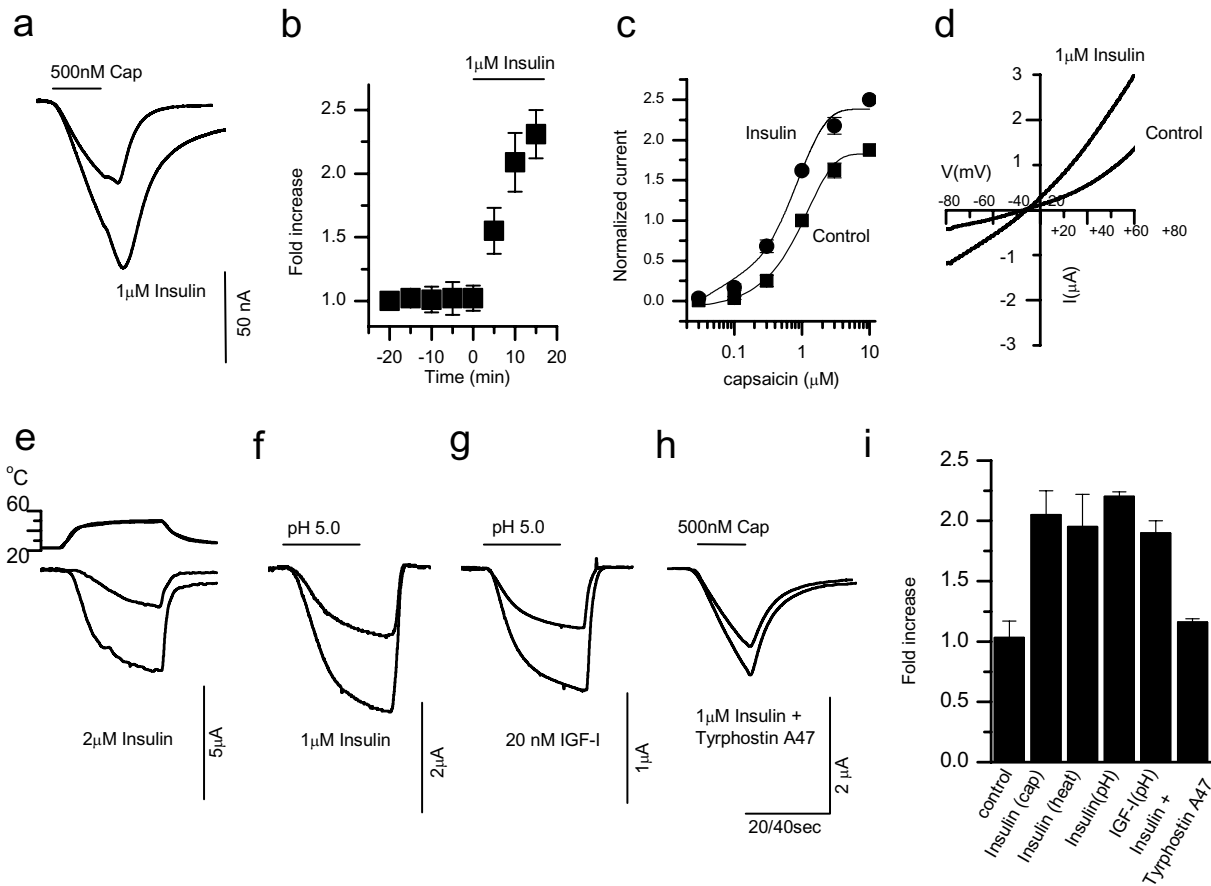 a
500nM Cap
1μM Insulin
50 nA
b
1μM Insulin
Fold increase
2.5
2.0
1.5
1.0
-20
-10
0
10
20
Time (min)
c
Normalized current
2.5
2.0
1.5
1.0
0.5
0.0
Insulin
Control
0.1
1
10
capsaicin (μM)
d
1μM Insulin
Control
3
2
1
V(mV)
-80
-60
-40
-20
+20
+40
+60
+80
-1
-2
-3
I(μA)
e
°C
60
20
2μM Insulin
5μA
f
pH 5.0
1μM Insulin
2μA
g
pH 5.0
20 nM IGF-I
1μA
h
500nM Cap
1μM Insulin +
Tyrphostin A47
2 μA
20/40sec
i
Fold increase
2.5
2.0
1.5
1.0
0.5
0.0
control
Insulin (cap)
Insulin (heat)
Insulin(pH)
IGF-I(pH)
Insulin +
Tyrphostin A47